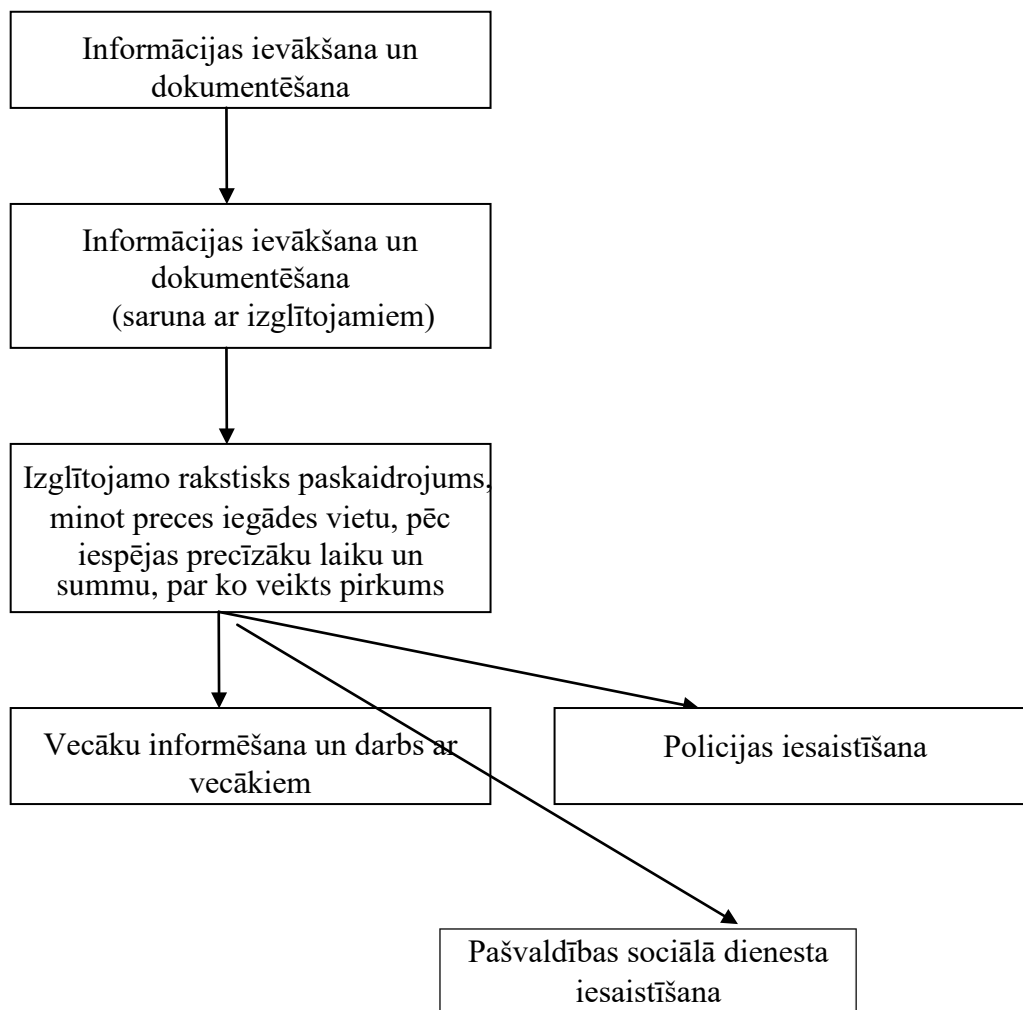 Informācijas ievākšana un
dokumentēšana
Informācijas ievākšana un
dokumentēšana
(saruna ar izglītojamiem)
Izglītojamo rakstisks paskaidrojums,
minot preces iegādes vietu, pēc
iespējas precīzāku laiku un
summu, par ko veikts pirkums
Vecāku informēšana un darbs ar
vecākiem
Policijas iesaistīšana
Pašvaldības sociālā dienesta
iesaistīšana